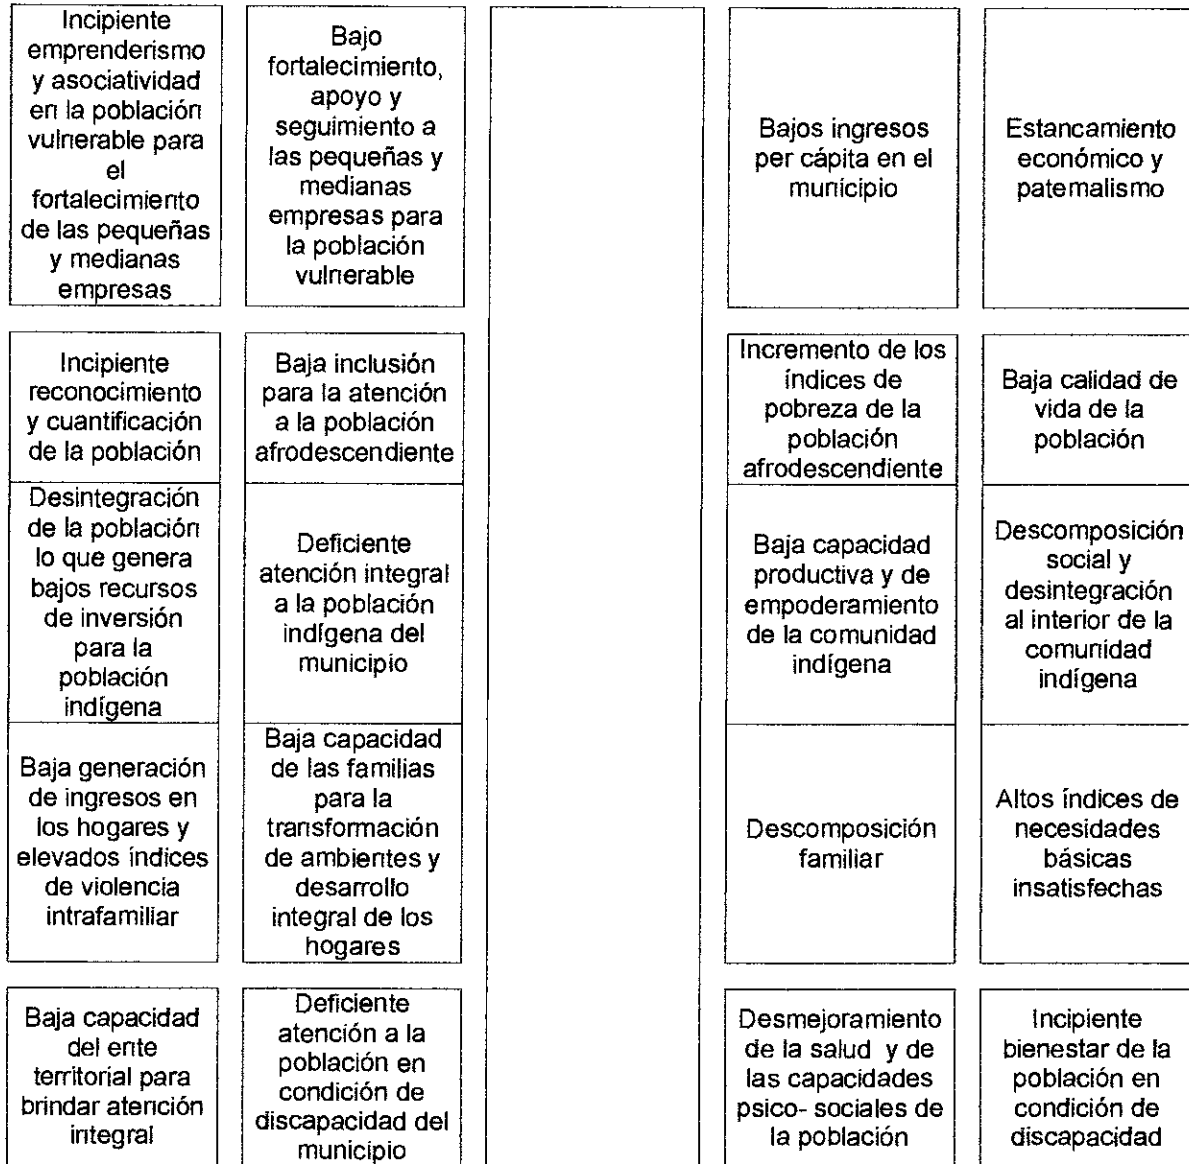 Incipiente
emprenderismo
y asociatividad
en la población
vulnerable para
el
fortalecimiento
de las pequeñas
y medianas
empresas
Bajo
fortalecimiento,
apoyo y
seguimiento a
las pequeñas y
medianas
empresas para
la población
vulnerable
Bajos ingresos
per cápita en el
municipio
Estancamiento
económico y
paternalismo
Incipiente
reconocimiento
y cuantificación
de la población
Baja inclusión
para la atención
a la población
afrodescendiente
Incremento de los
índices de
pobreza de la
población
afrodescendiente
Baja calidad de
vida de la
población
Desintegración
de la población
lo que genera
bajos recursos
de inversión
para la
población
indígena
Deficiente
atención integral
a la población
indígena del
municipio
Baja capacidad
productiva y de
empoderamiento
de la comunidad
indígena
Descomposición
social y
desintegración
al interior de la
comunidad
indígena
Baja generación
de ingresos en
los hogares y
elevados índices
de violencia
intrafamiliar
Baja capacidad
de las familias
para la
transformación
de ambientes y
desarrollo
integral de los
hogares
Descomposición
familiar
Altos índices de
necesidades
básicas
insatisfechas
Baja capacidad
del ente
territorial para
brindar atención
integral
Deficiente
atención a la
población en
condición de
discapacidad del
municipio
Desmejoramiento
de la salud y de
las capacidades
psico- sociales de
la población
Incipiente
bienestar de la
población en
condición de
discapacidad